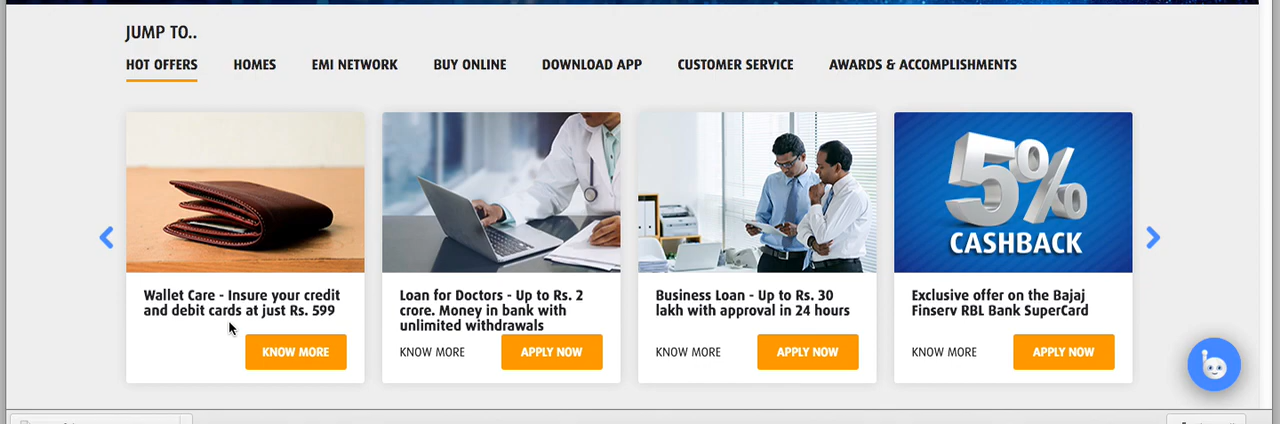 JUMP TO..
HOT OFFERS HOMES EMI NETWORK BUY ONLINE DOWNLOAD APP CUSTOMER SERVICE AWARDS & ACCOMPLISHMENTS
5%
CASHBACK
Wallet Care - Insure your credit
and debit cards at just Rs. 599
KNOW MORE
Loan for Doctors - Up to Rs. 2
crore. Money in bank with
unlimited withdrawals
KNOW MORE APPLY NOW
Business Loan - Up to Rs. 30
lakh with approval in 24 hours
KNOW MORE APPLY NOW
Exclusive offer on the Bajaj
Finserv RBL Bank SuperCard
KNOW MORE APPLY NOW